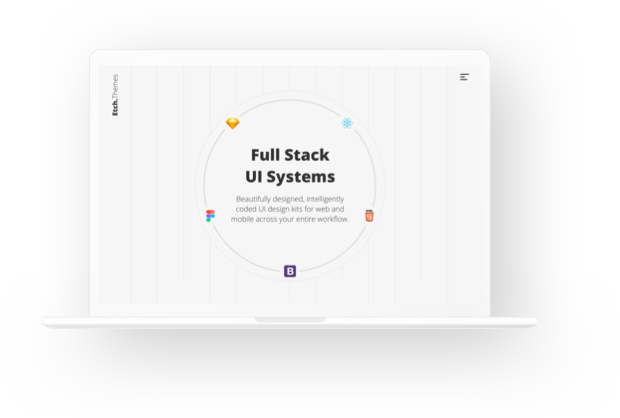 Etch.Themes
Full Stack
UI Systems
Beautifully designed, intelligently
coded UI design kits for web and
mobile across your entire workflow.
B